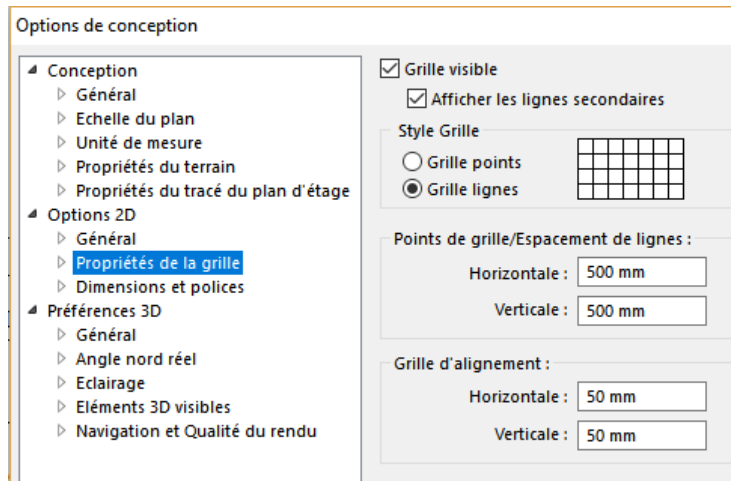 Options de conception
Conception
Général
Echelle du plan
Unité de mesure
Propriétés du terrain
Propriétés du tracé du plan d'étage
Options 2D
Général
Propriétés de la grille
Dimensions et polices
Préférences 3D
Général
Angle nord réel
Eclairage
Eléments 3D visibles
Navigation et Qualité du rendu
Grille visible
Afficher les lignes secondaires
Style Grille
Grille points
Grille lignes
Points de grille/Espacement de lignes :
Horizontale : 500 mm
Verticale : 500 mm
Grille d'alignement :
Horizontale : 50 mm
Verticale : 50 mm